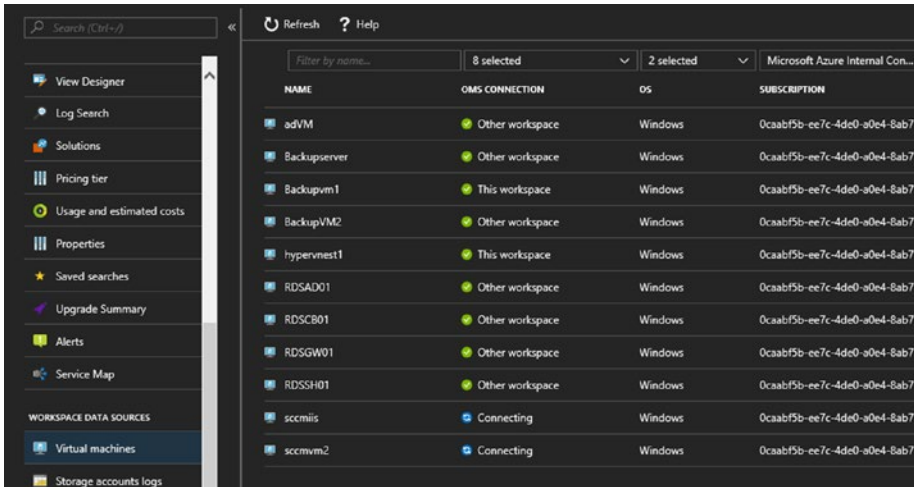 Search (Ctrl+/)
«
View Designer
Log Search
Solutions
Pricing tier
Usage and estimated costs
Properties
Saved searches
Upgrade Summary
Alerts
Service Map
WORKSPACE DATA SOURCES
Virtual machines
Storage accounts logs
Refresh ? Help
Filter by name... 8 selected 2 selected Microsoft Azure Internal Con...
NAME OMS CONNECTION OS SUBSCRIPTION
adVM Other workspace Windows 0caabf5b-ee7c-4de0-a0e4-8ab7
Backupserver Other workspace Windows 0caabf5b-ee7c-4de0-a0e4-8ab7
Backupvm1 This workspace Windows 0caabf5b-ee7c-4de0-a0e4-8ab7
BackupVM2 Other workspace Windows 0caabf5b-ee7c-4de0-a0e4-8ab7
hypervnest1 This workspace Windows 0caabf5b-ee7c-4de0-a0e4-8ab7
RDSAD01 Other workspace Windows 0caabf5b-ee7c-4de0-a0e4-8ab7
RDSCB01 Other workspace Windows 0caabf5b-ee7c-4de0-a0e4-8ab7
RDSGW01 Other workspace Windows 0caabf5b-ee7c-4de0-a0e4-8ab7
RDSSH01 Other workspace Windows 0caabf5b-ee7c-4de0-a0e4-8ab7
sccmiis Connecting Windows 0caabf5b-ee7c-4de0-a0e4-8ab7
sccmvm2 Connecting Windows 0caabf5b-ee7c-4de0-a0e4-8ab7